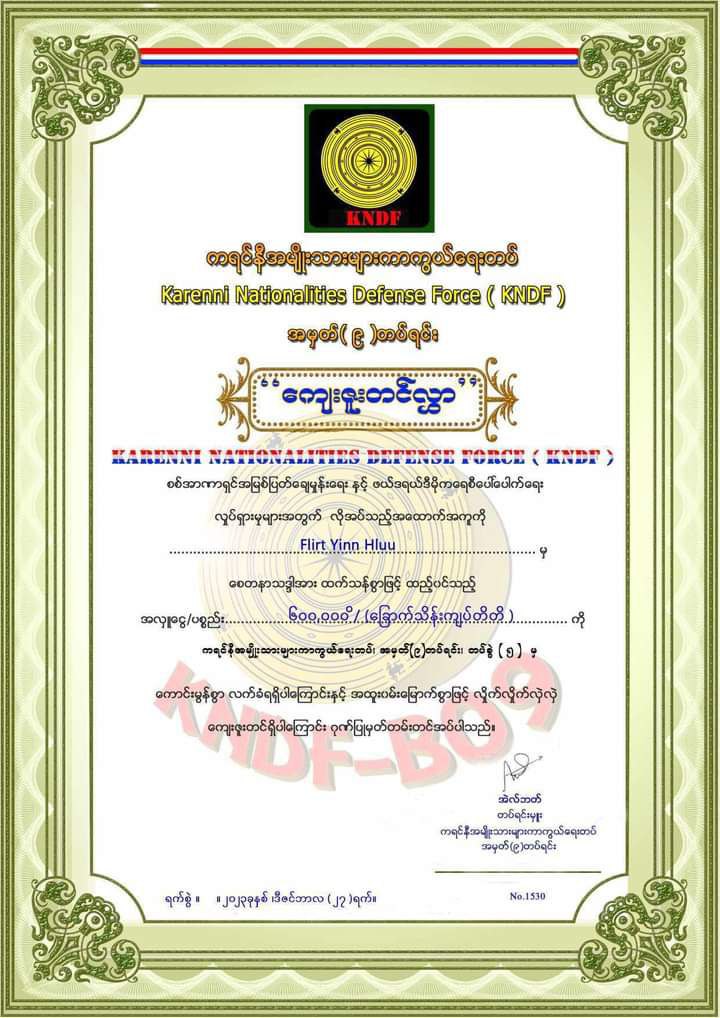 KNDF
ကရင်နီအမျိုးသားများကာကွယ်ရေးတပ်
Karenni Nationalities Defense Force ( KNDF )
အမှတ်( ၉ )တပ်ရင်း
“ကျေးဇူးတင်လွှာ”
KARENNI NATIONALITIES DEFENSE FORCE ( KNDF )
စစ်အာဏာရှင်အမြစ်ပြတ်ချေမှုန်းရေး နှင့် ဖယ်ဒရယ်ဒီမိုကရေစီပေါ်ပေါက်ရေး
လှုပ်ရှားမှုများအတွက် လိုအပ်သည့်အထောက်အကူကို
Flirt Yinn Hluu မှ
စေတနာသဒ္ဓါအား ထက်သန်စွာဖြင့် ထည့်ဝင်သည့်
အလှူငွေ/ပစ္စည်း ၆၀၀,၀၀၀ိ/ (ခြောက်သိန်းကျပ်တိတိ ) ကို
ကရင်နီအမျိုးသားများကာကွယ်ရေးတပ်၊ အမှတ်(၉)တပ်ရင်း၊ တပ်ခွဲ ( ၅ ) မှ
ကောင်းမွန်စွာ လက်ခံရရှိပါကြောင်းနှင့် အထူးဝမ်းမြောက်စွာဖြင့် လှိုက်လှိုက်လှဲလှဲ
ကျေးဇူးတင်ရှိပါကြောင်း ဂုဏ်ပြုမှတ်တမ်းတင်အပ်ပါသည်။
KNDF-B09
အဲလ်ဘတ်
တပ်ရင်းမှူး
ကရင်နီအမျိုးသားများကာကွယ်ရေးတပ်
အမှတ်(၉)တပ်ရင်း
ရက်စွဲ ။ ။၂၀၂၃ခုနှစ် ၊ဒီဇင်ဘာလ (၂၇ )ရက်။
No.1530